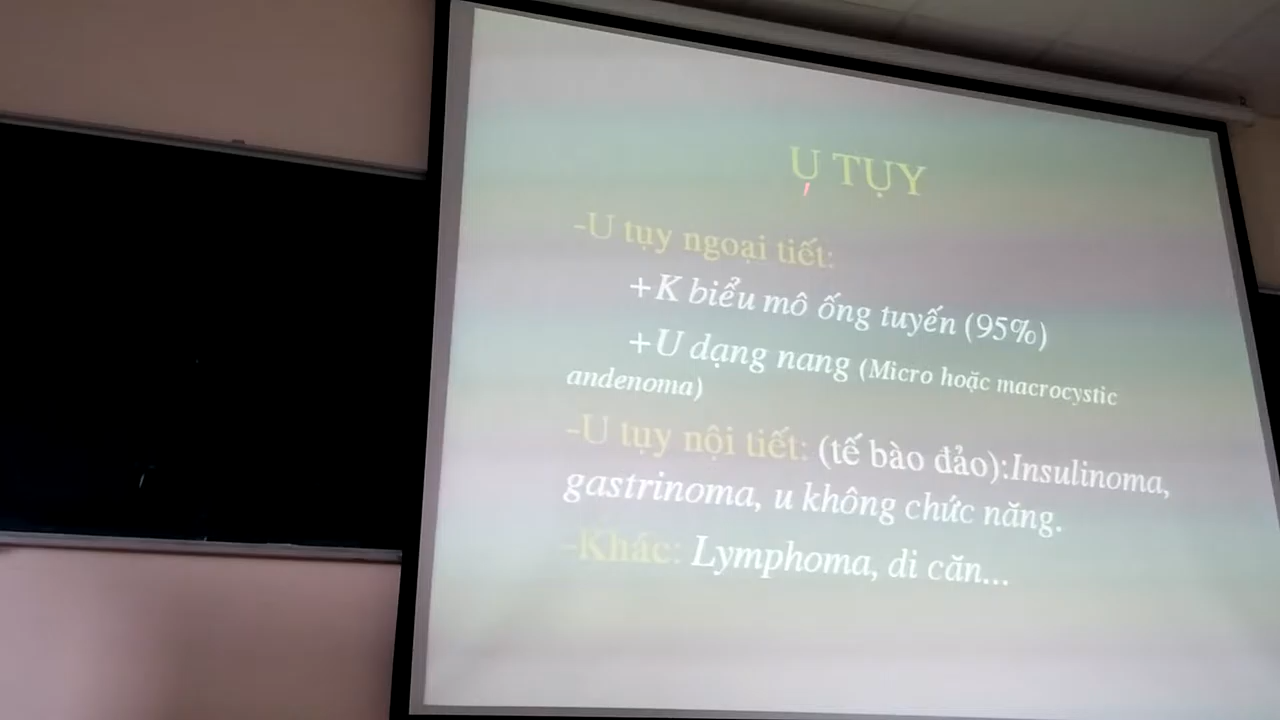 U TỤY
-U tụy ngoại tiết:
+K biểu mô ống tuyến (95%)
+U dạng nang (Micro hoặc macrocystic
andenoma)
-U tụy nội tiết: (tế bào đảo):Insulinoma,
gastrinoma, u không chức năng.
-Khác: Lymphoma, di căn...